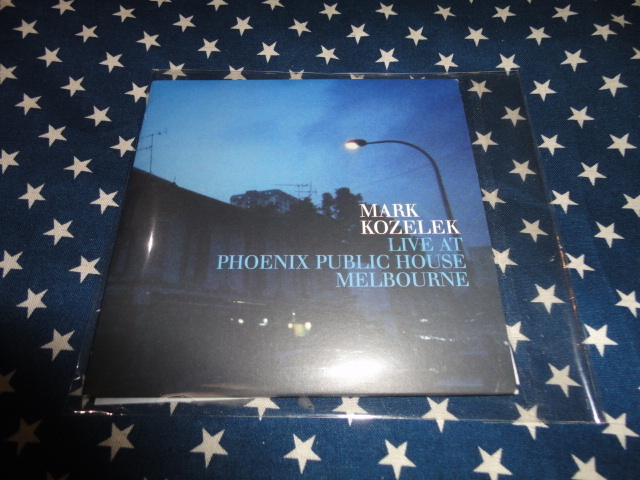 MARK
KOZELEK
LIVE AT
PHOENIX PUBLIC HOUSE
MELBOURNE